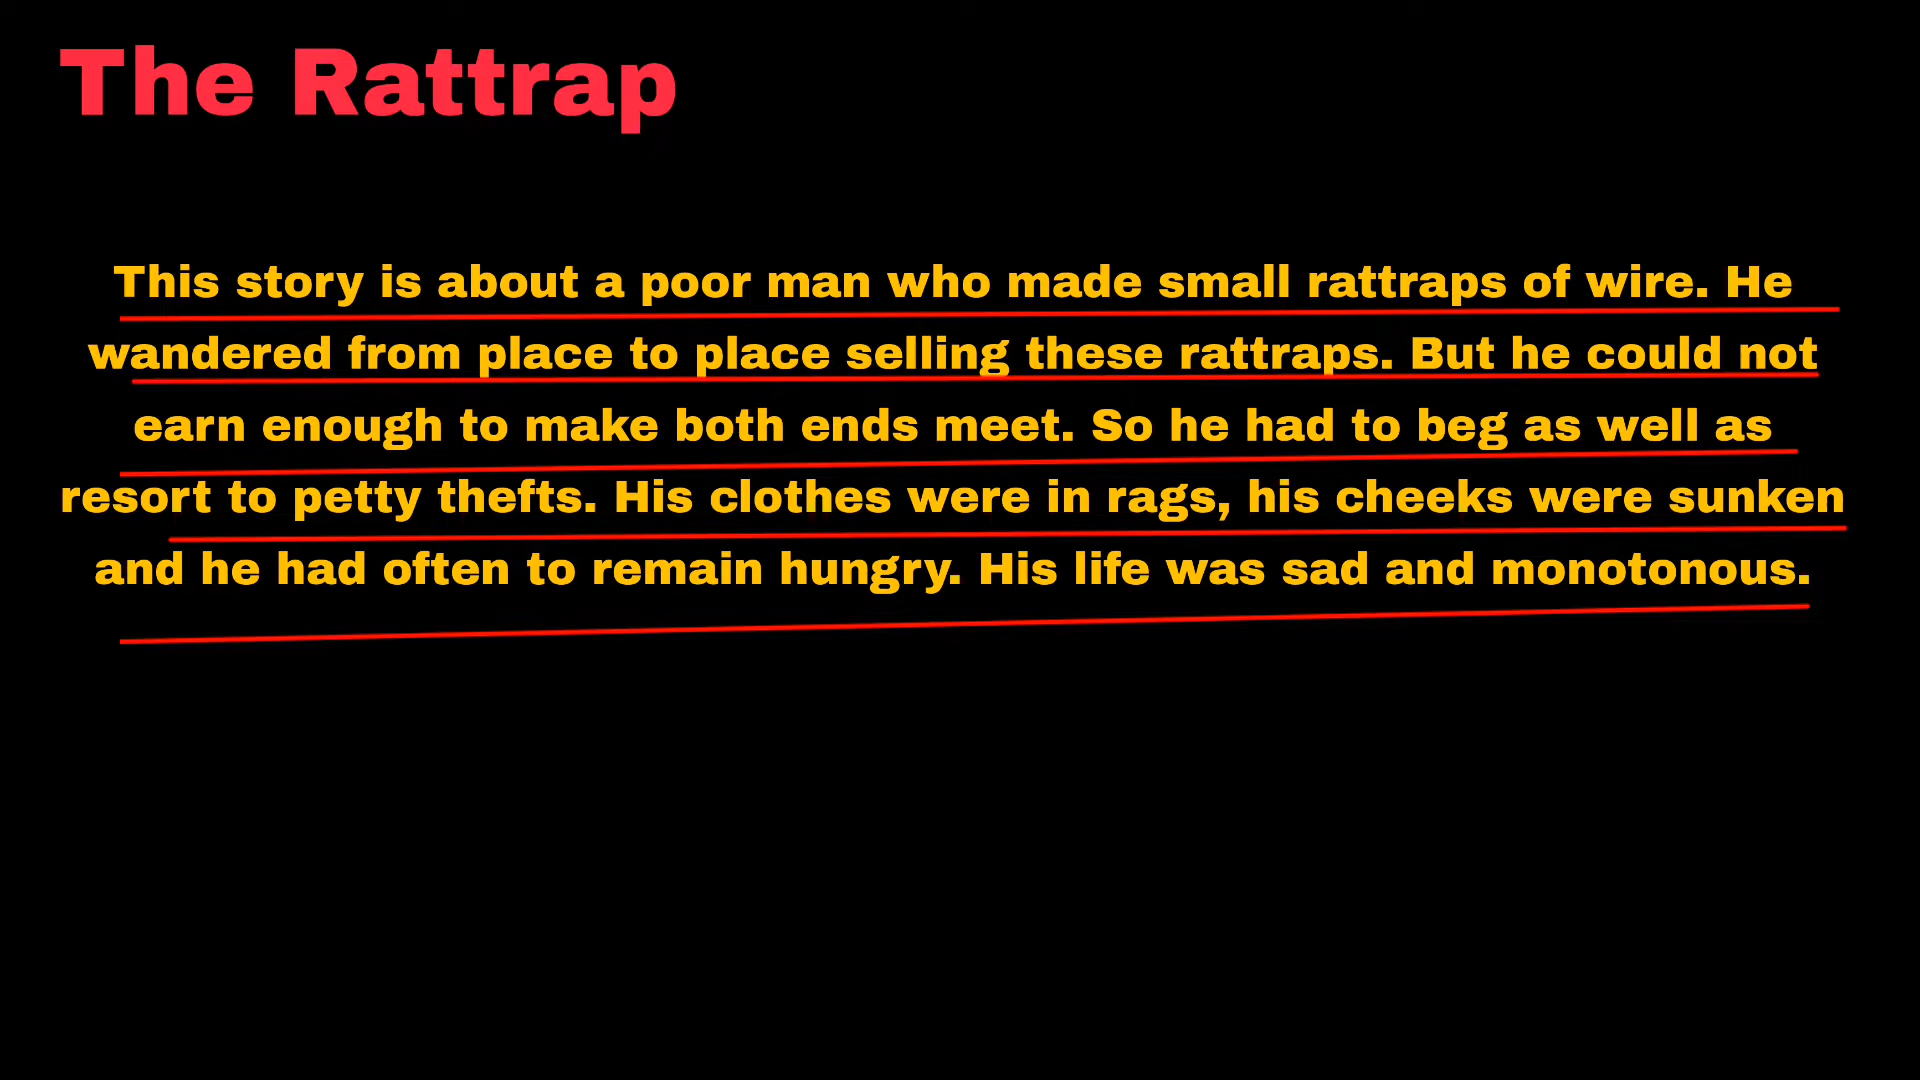 The Rattrap
This story is about a poor man who made small rattraps of wire. He
wandered from place to place selling these rattraps. But he could not
earn enough to make both ends meet. So he had to beg as well as
resort to petty thefts. His clothes were in rags, his cheeks were sunken
and he had often to remain hungry. His life was sad and monotonous.